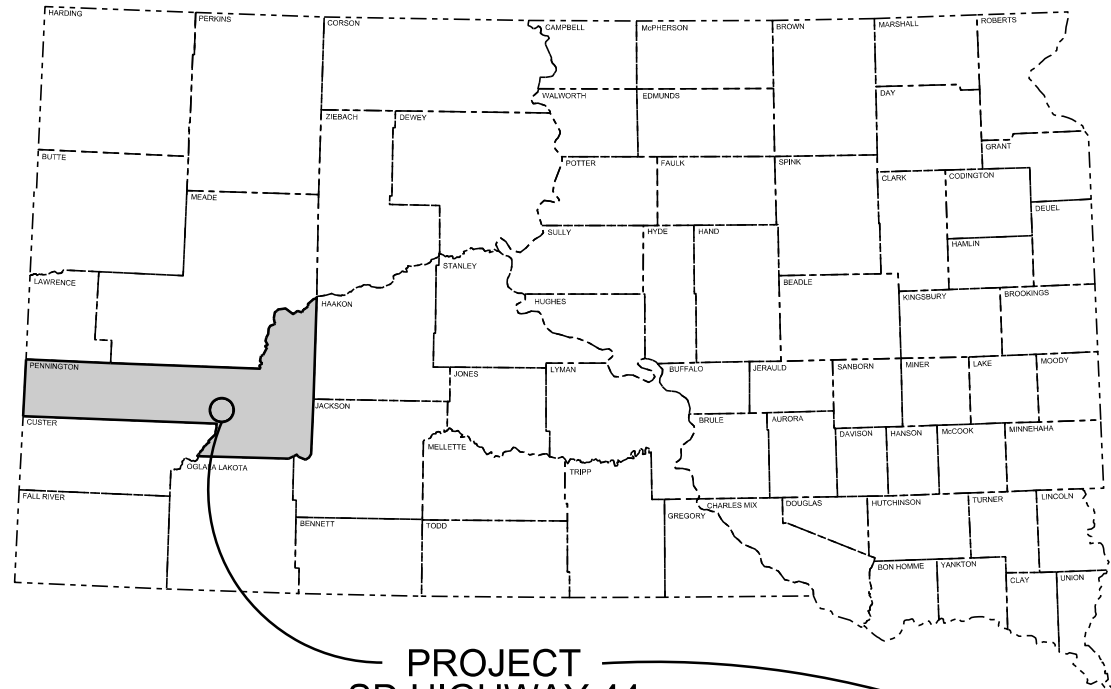 HARDING
PERKINS
CORSON
CAMPBELL
McPHERSON
BROWN
MARSHALL
ROBERTS
WALWORTH
EDMUNDS
DAY
ZIEBACH
DEWEY
GRANT
BUTTE
POTTER
FAULK
SPINK
CLARK
CODINGTON
MEADE
DEUEL
SULLY
HYDE
HAND
HAMLIN
STANLEY
LAWRENCE
BEADLE
HAAKON
HUGHES
KINGSBURY
BROOKINGS
PENNINGTON
JONES
LYMAN
BUFFALO
JERAULD
SANBORN
MINER
LAKE
MOODY
JACKSON
CUSTER
BRULE
AURORA
DAVISON
HANSON
McCOOK
MINNEHAHA
MELLETTE
OGLALA LAKOTA
TRIPP
FALL RIVER
GREGORY
CHARLES MIX
DOUGLAS
HUTCHINSON
TURNER
LINCOLN
BENNETT
TODD
BON HOMME
YANKTON
CLAY
UNION
PROJECT
SD HIGHWAY 44